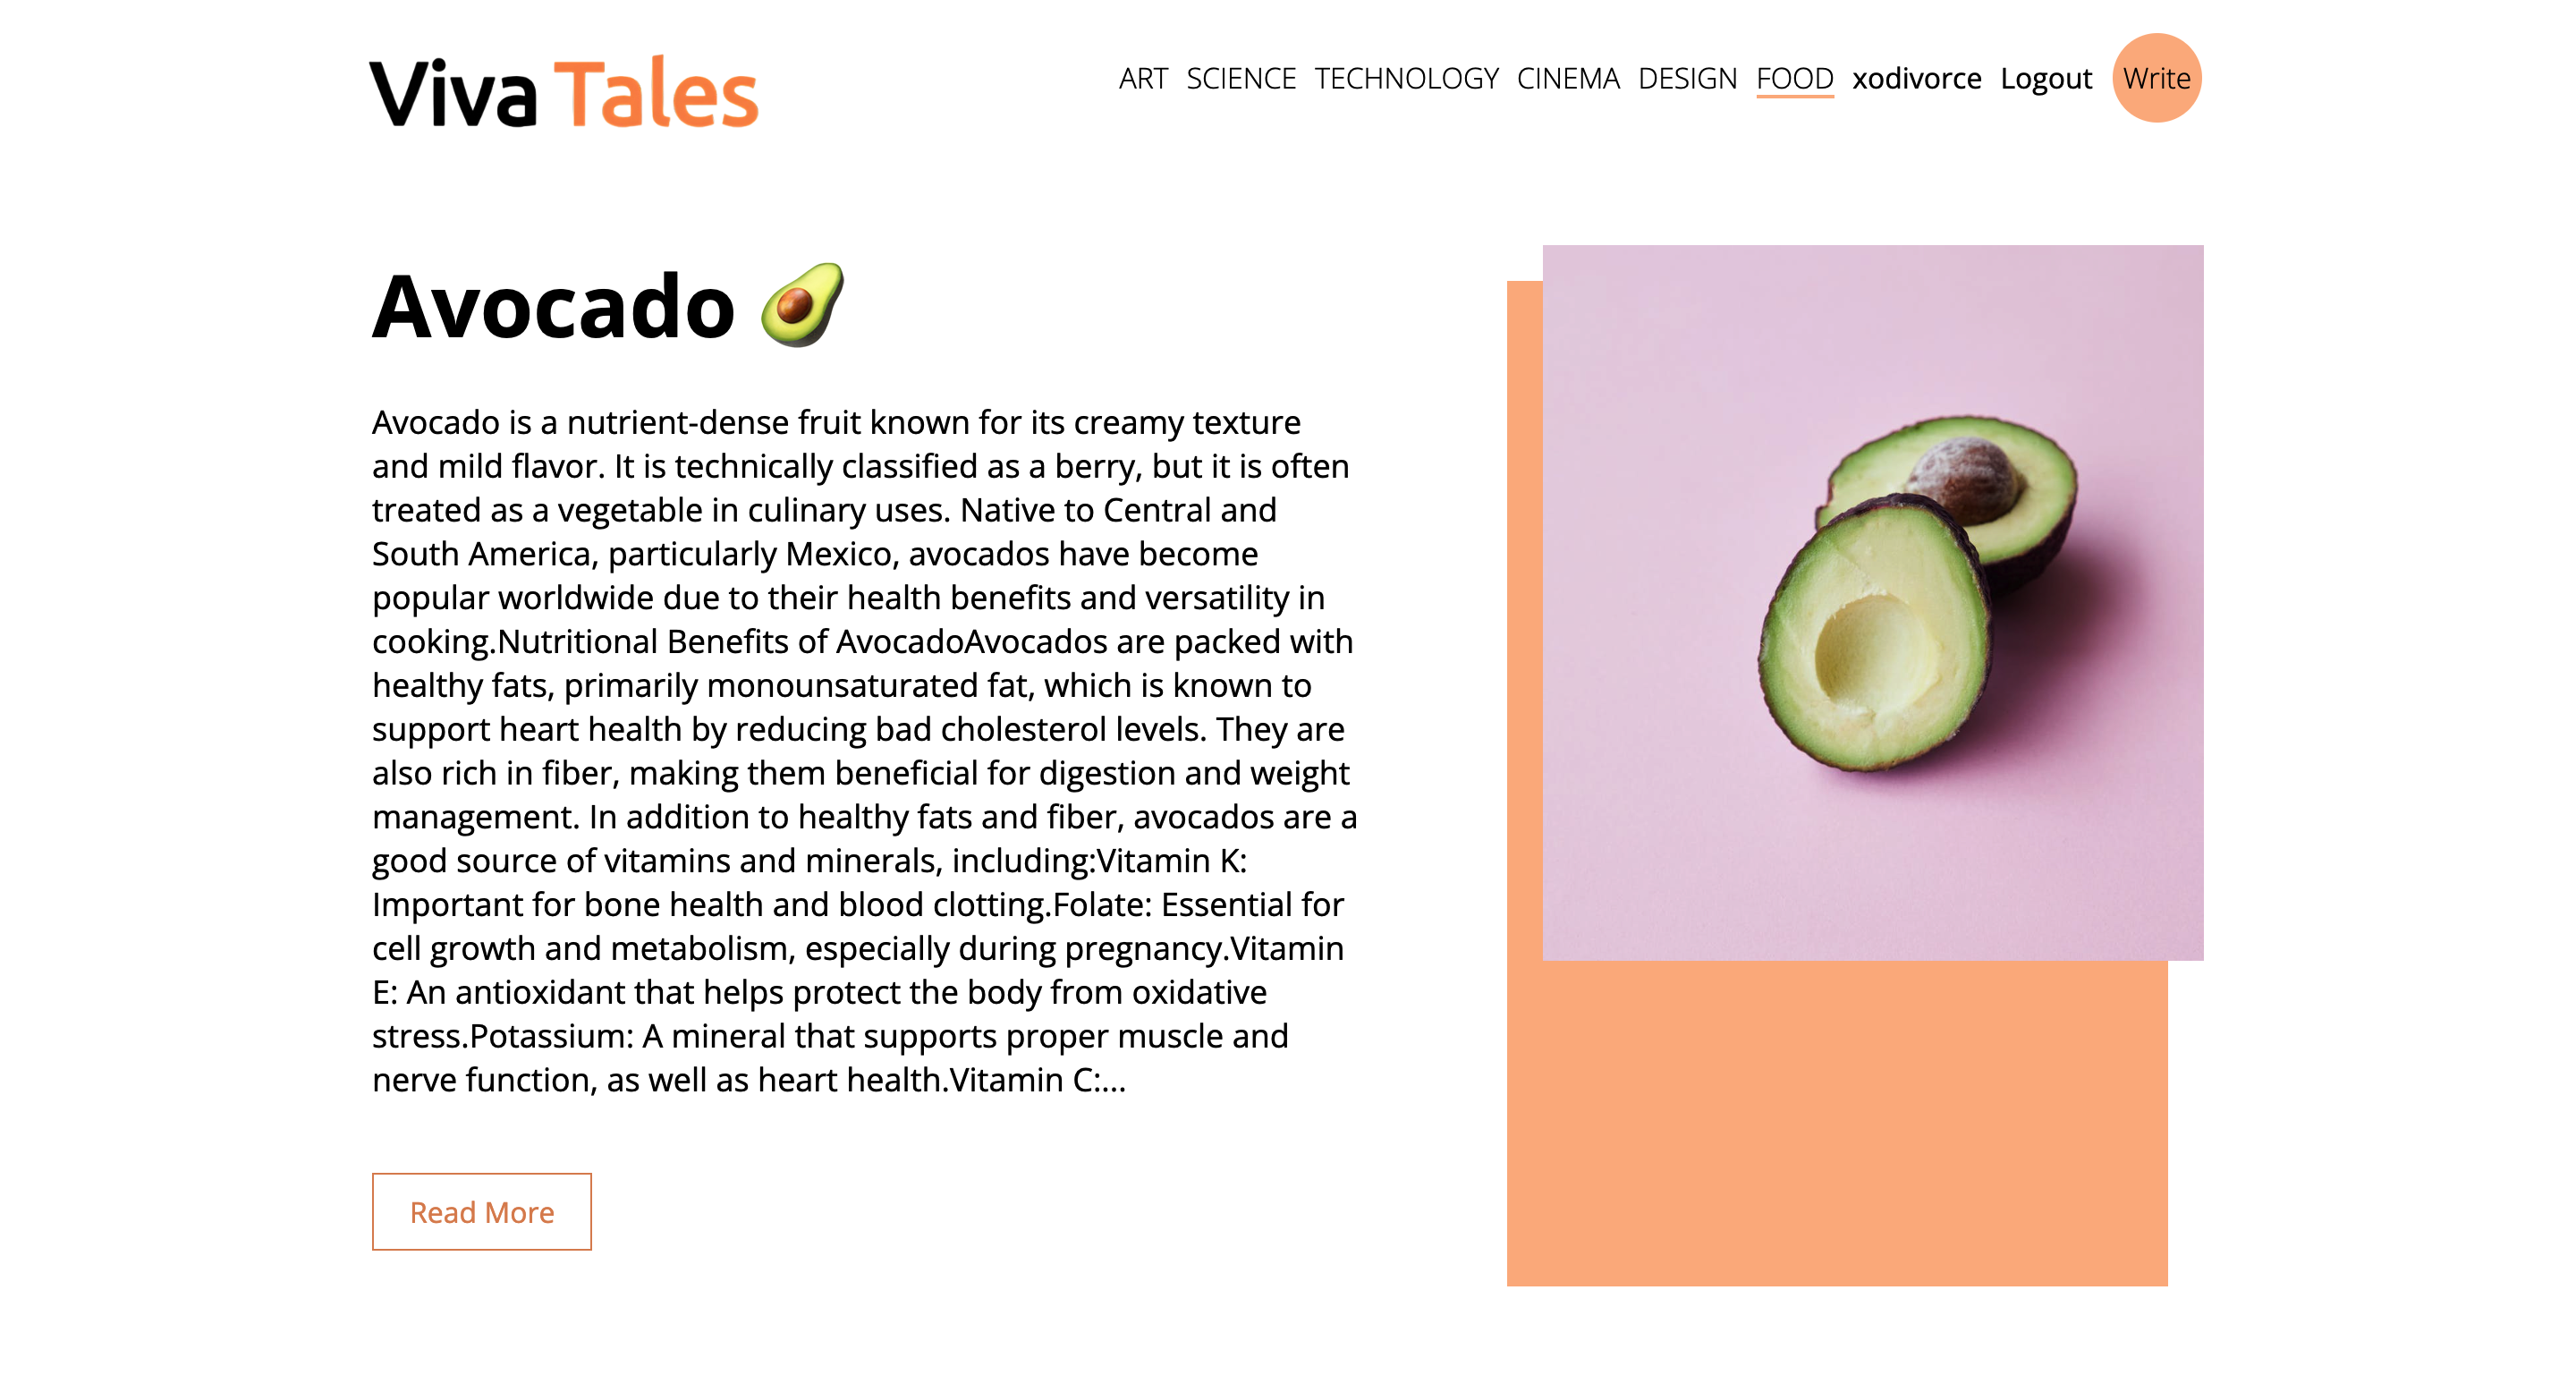 Viva Tales
ART SCIENCE TECHNOLOGY CINEMA DESIGN FOOD xodivorce Logout Write
Avocado 🥑
Avocado is a nutrient-dense fruit known for its creamy texture
and mild flavor. It is technically classified as a berry, but it is often
treated as a vegetable in culinary uses. Native to Central and
South America, particularly Mexico, avocados have become
popular worldwide due to their health benefits and versatility in
cooking.Nutritional Benefits of AvocadoAvocados are packed with
healthy fats, primarily monounsaturated fat, which is known to
support heart health by reducing bad cholesterol levels. They are
also rich in fiber, making them beneficial for digestion and weight
management. In addition to healthy fats and fiber, avocados are a
good source of vitamins and minerals, including:Vitamin K:
Important for bone health and blood clotting.Folate: Essential for
cell growth and metabolism, especially during pregnancy.Vitamin
E: An antioxidant that helps protect the body from oxidative
stress.Potassium: A mineral that supports proper muscle and
nerve function, as well as heart health.Vitamin C:...
Read More